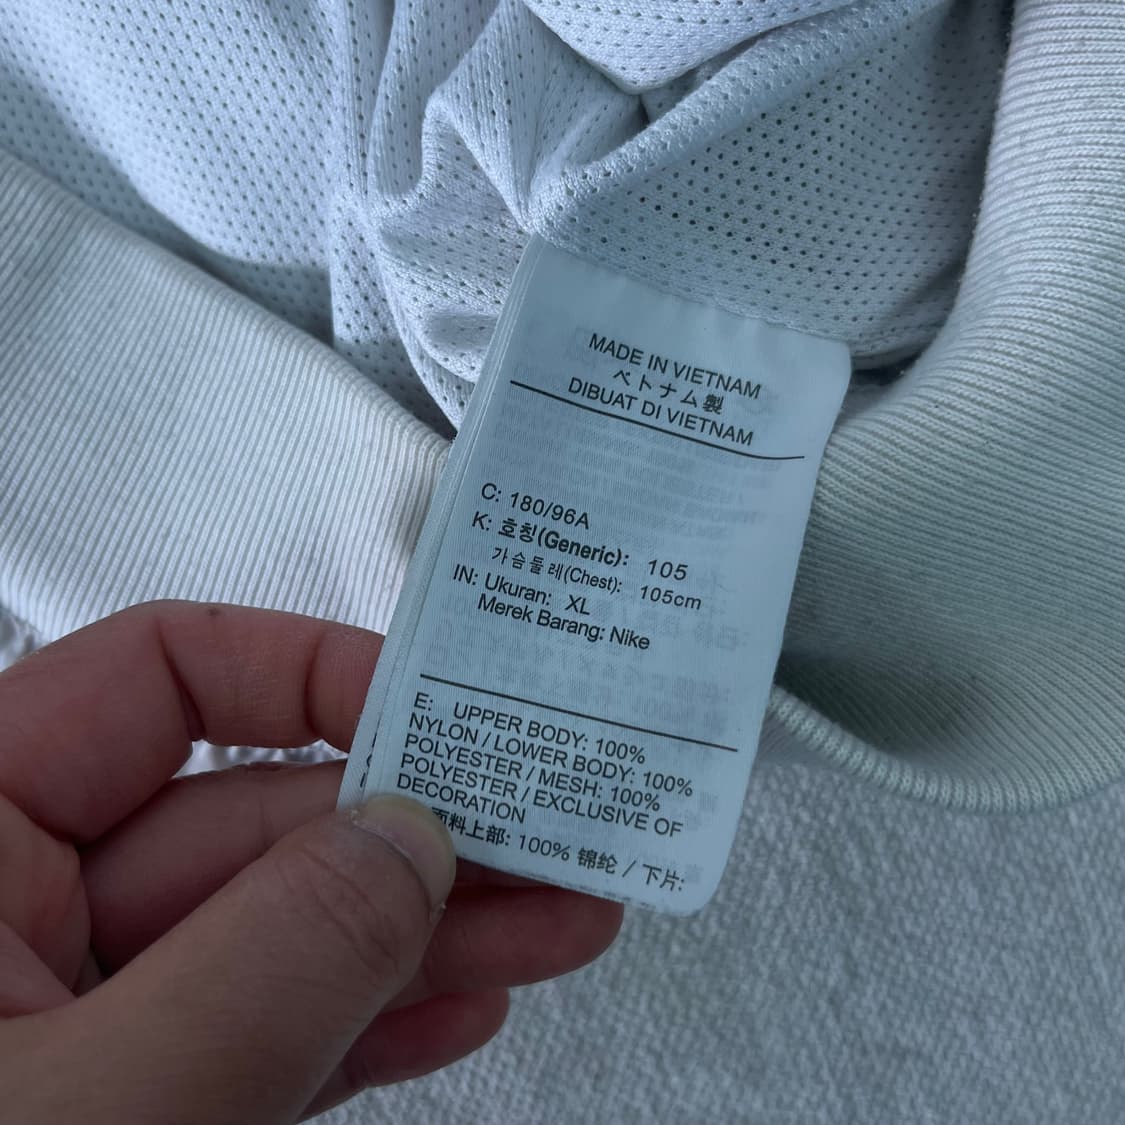 MADE IN VIETNAM
ベトナム製
DIBUAT DI VIETNAM
C: 180/96A
K: 호칭(Generic): 105
가슴둘레(Chest): 105cm
IN: Ukuran: XL
Merek Barang: Nike
E: UPPER BODY: 100%
NYLON / LOWER BODY: 100%
POLYESTER / MESH: 100%
POLYESTER / EXCLUSIVE OF
DECORATION
面料上部: 100% 锦纶 / 下片: